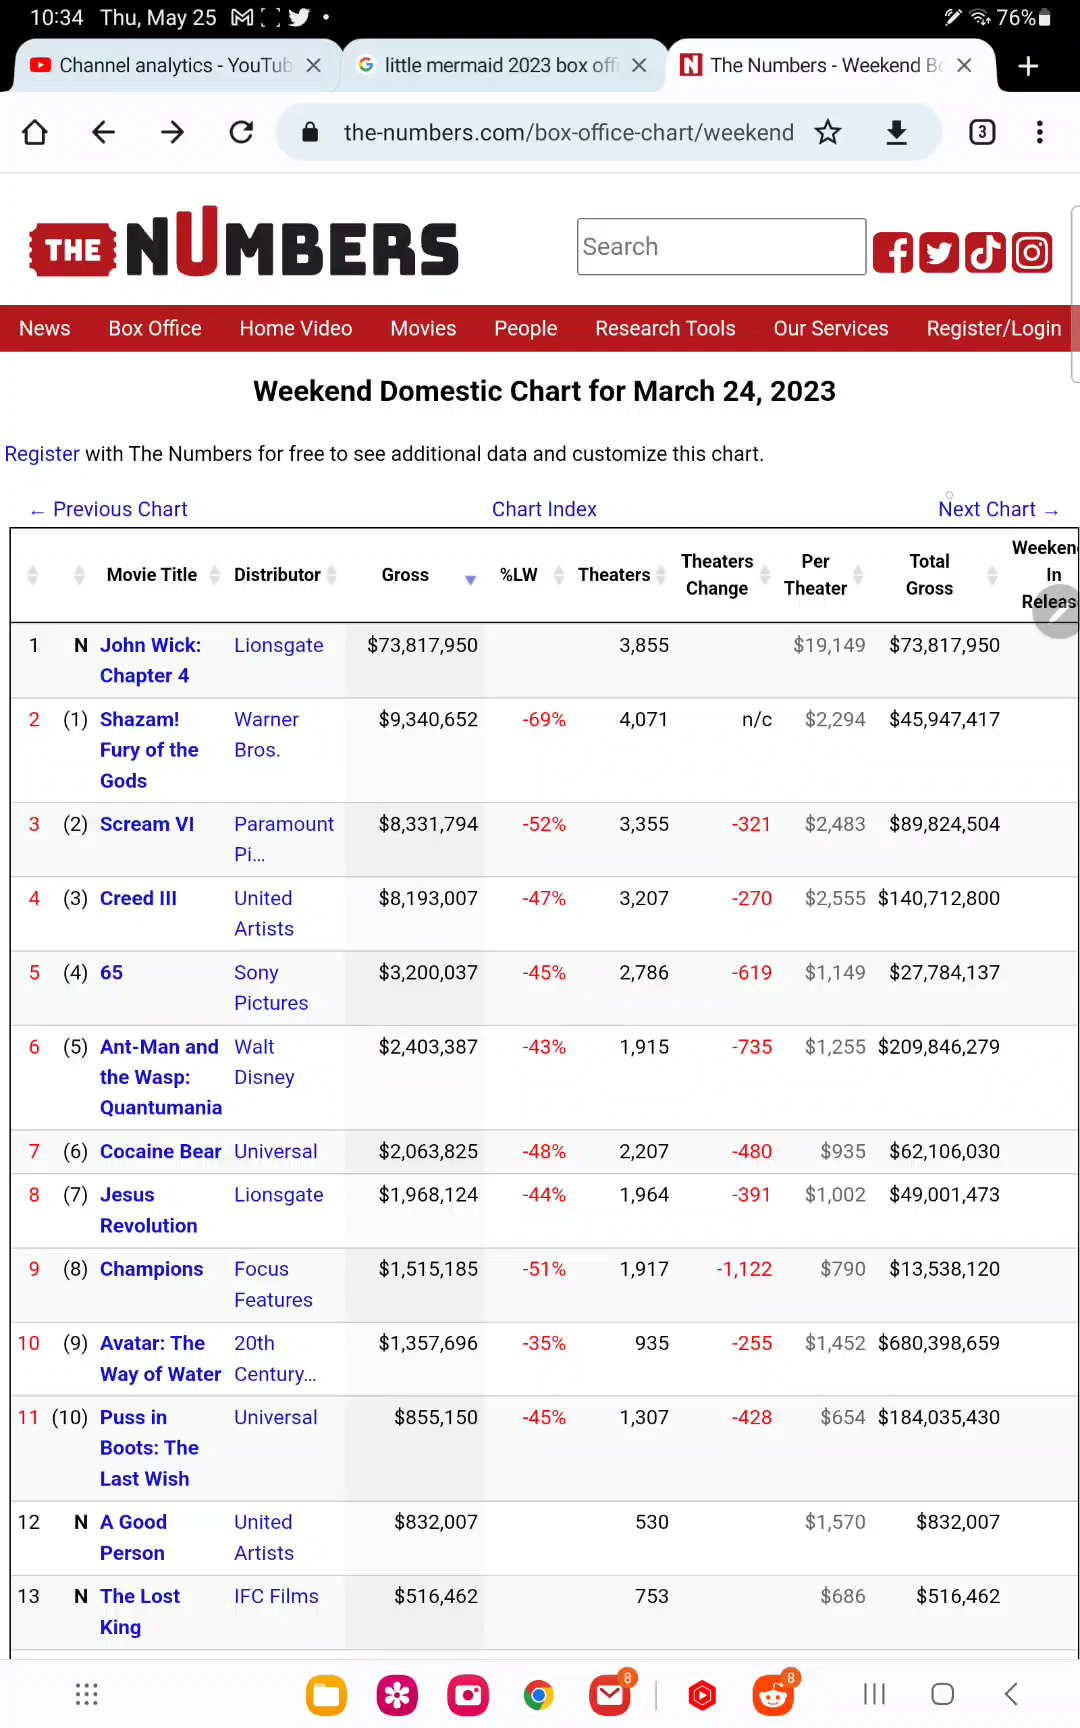 10:34 Thu, May 25 76%
Channel analytics - YouTub
little mermaid 2023 box offi
The Numbers - Weekend Bo
the-numbers.com/box-office-chart/weekend 3
THE NUMBERS
Search
News Box Office Home Video Movies People Research Tools Our Services Register/Login
Weekend Domestic Chart for March 24, 2023
Register with The Numbers for free to see additional data and customize this chart.
← Previous Chart Chart Index Next Chart →
Movie Title Distributor Gross %LW Theaters Theaters Change Per Theater Total Gross Weeken In Releas
1 N John Wick: Chapter 4 Lionsgate $73,817,950 3,855 $19,149 $73,817,950
2 (1) Shazam! Fury of the Gods Warner Bros. $9,340,652 -69% 4,071 n/c $2,294 $45,947,417
3 (2) Scream VI Paramount Pi... $8,331,794 -52% 3,355 -321 $2,483 $89,824,504
4 (3) Creed III United Artists $8,193,007 -47% 3,207 -270 $2,555 $140,712,800
5 (4) 65 Sony Pictures $3,200,037 -45% 2,786 -619 $1,149 $27,784,137
6 (5) Ant-Man and the Wasp: Quantumania Walt Disney $2,403,387 -43% 1,915 -735 $1,255 $209,846,279
7 (6) Cocaine Bear Universal $2,063,825 -48% 2,207 -480 $935 $62,106,030
8 (7) Jesus Revolution Lionsgate $1,968,124 -44% 1,964 -391 $1,002 $49,001,473
9 (8) Champions Focus Features $1,515,185 -51% 1,917 -1,122 $790 $13,538,120
10 (9) Avatar: The Way of Water 20th Century... $1,357,696 -35% 935 -255 $1,452 $680,398,659
11 (10) Puss in Boots: The Last Wish Universal $855,150 -45% 1,307 -428 $654 $184,035,430
12 N A Good Person United Artists $832,007 530 $1,570 $832,007
13 N The Lost King IFC Films $516,462 753 $686 $516,462
8 8